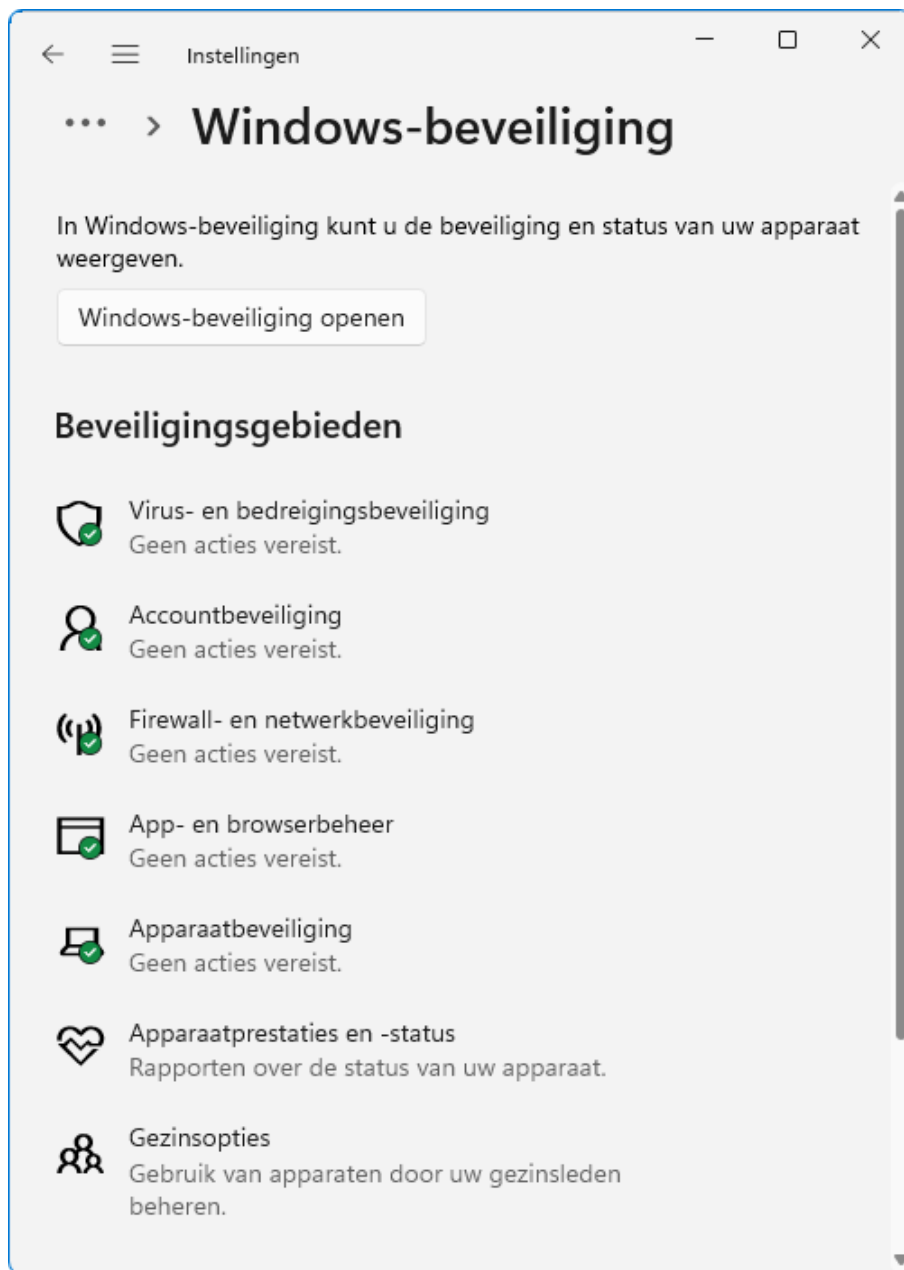 Instellingen
Windows-beveiliging
In Windows-beveiliging kunt u de beveiliging en status van uw apparaat
weergeven.
Windows-beveiliging openen
Beveiligingsgebieden
Virus- en bedreigingsbeveiliging
Geen acties vereist.
Accountbeveiliging
Geen acties vereist.
Firewall- en netwerkbeveiliging
Geen acties vereist.
App- en browserbeheer
Geen acties vereist.
Apparaatbeveiliging
Geen acties vereist.
Apparaatprestaties en -status
Rapporten over de status van uw apparaat.
Gezinsopties
Gebruik van apparaten door uw gezinsleden
beheren.